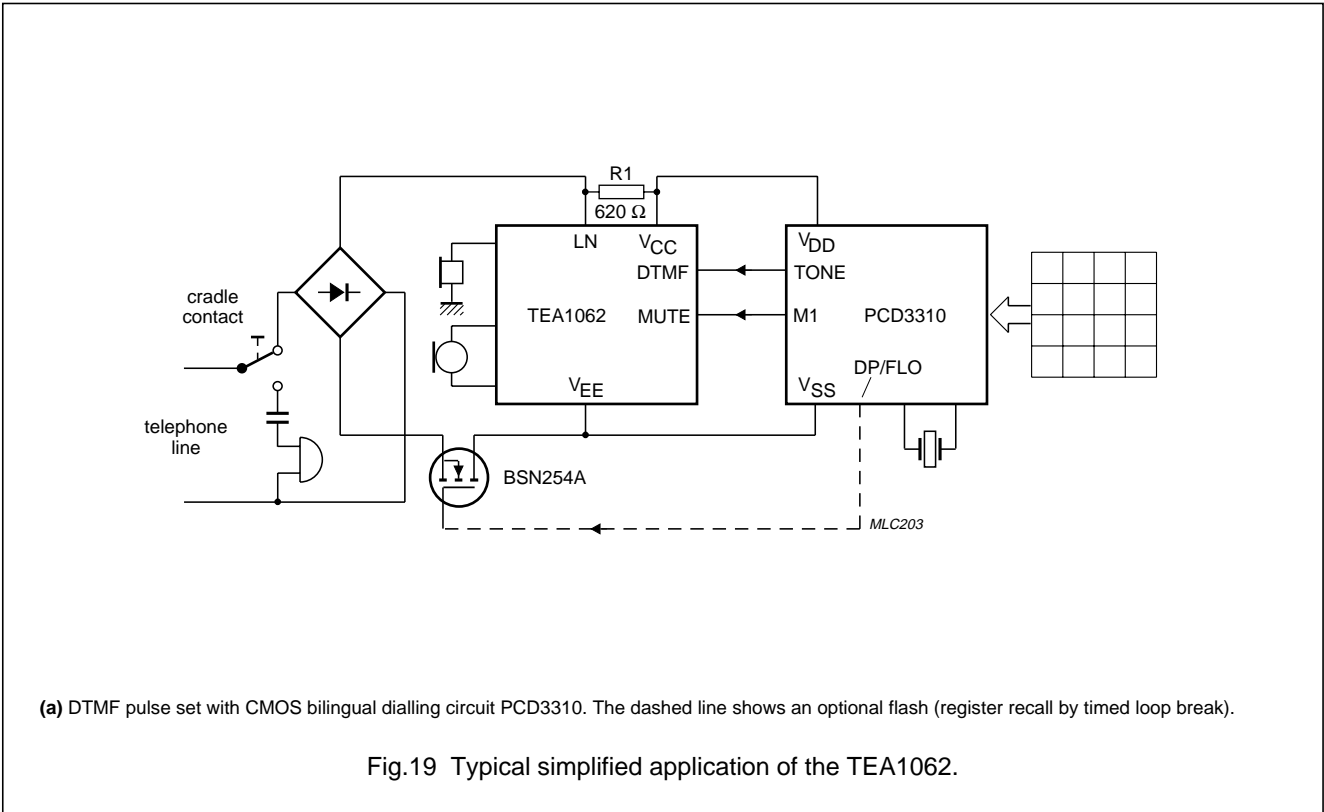 R1
620 Ω
LN
VCC
DTMF
MUTE
TEA1062
VEE
VDD
TONE
M1
PCD3310
DP/FLO
VSS
cradle
contact
telephone
line
BSN254A
MLC203
(a) DTMF pulse set with CMOS bilingual dialling circuit PCD3310. The dashed line shows an optional flash (register recall by timed loop break).
Fig.19 Typical simplified application of the TEA1062.